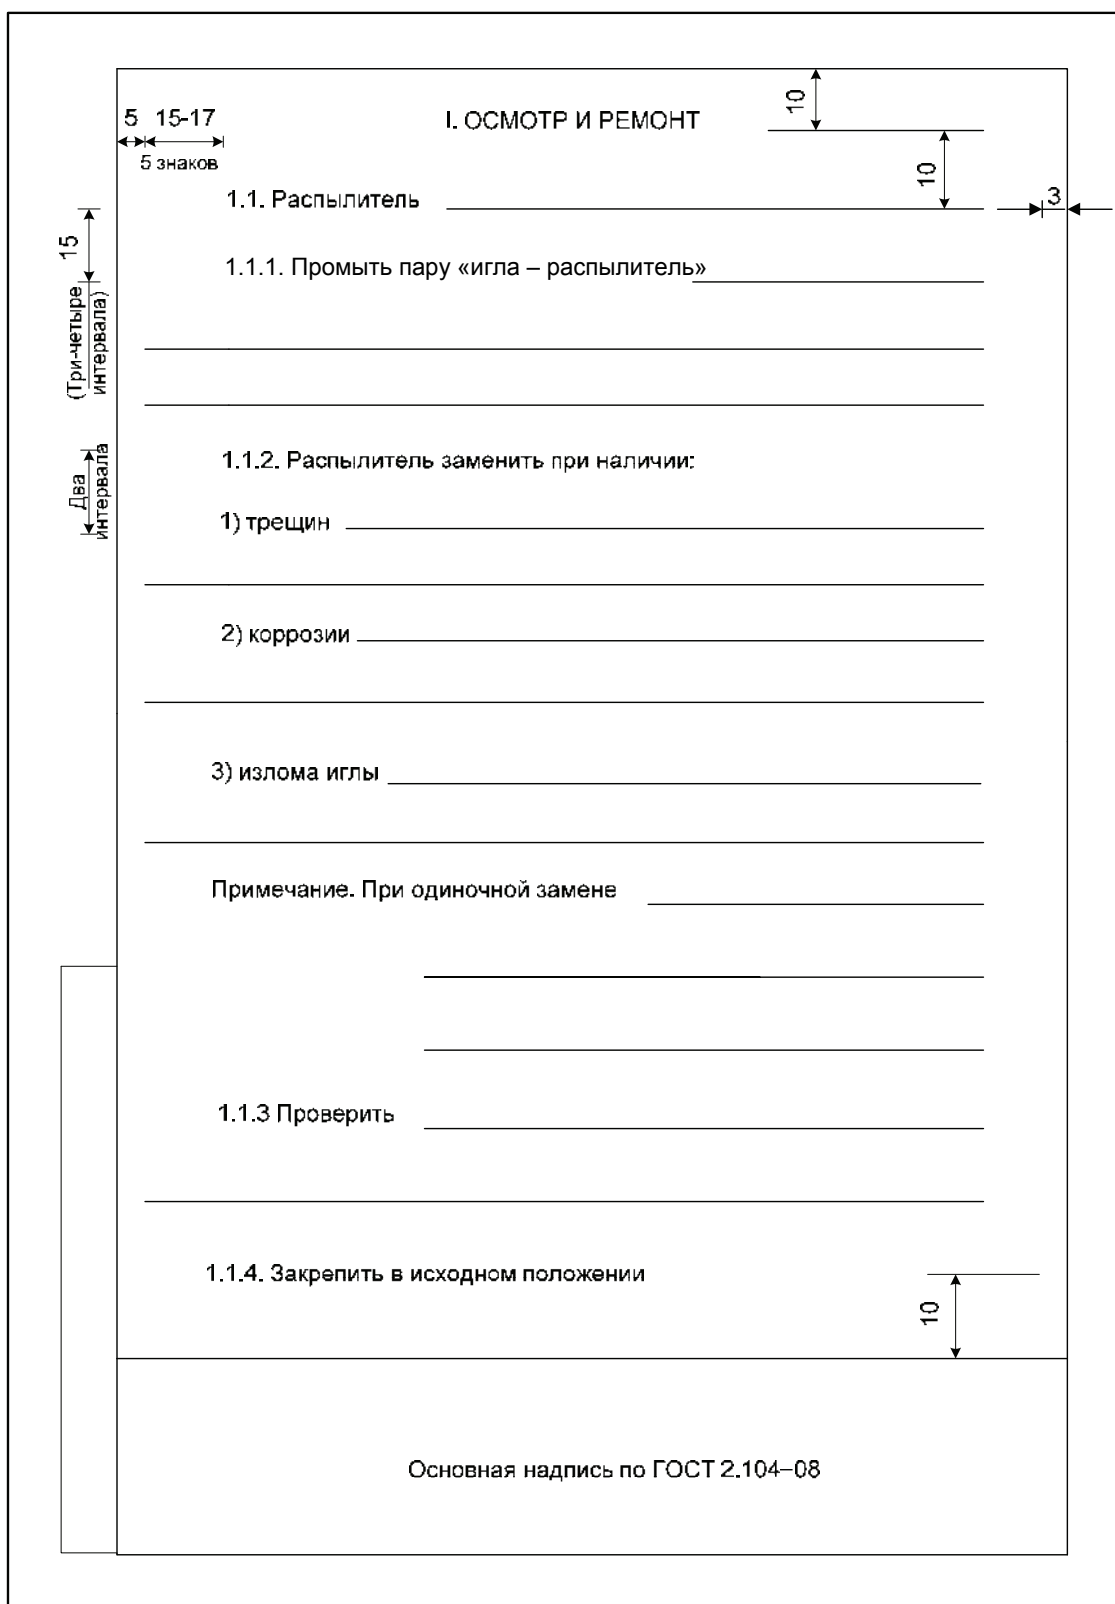 10
5 15-17
I. ОСМОТР И РЕМОНТ
5 знаков
10
1.1. Распылитель
3
15
1.1.1. Промыть пару «игла – распылитель»
(Три-четыре
интервала)
1.1.2. Распылитель заменить при наличии:
Два
интервала
1) трещин
2) коррозии
3) излома иглы
Примечание. При одиночной замене
1.1.3 Проверить
1.1.4. Закрепить в исходном положении
10
Основная надпись по ГОСТ 2.104–08